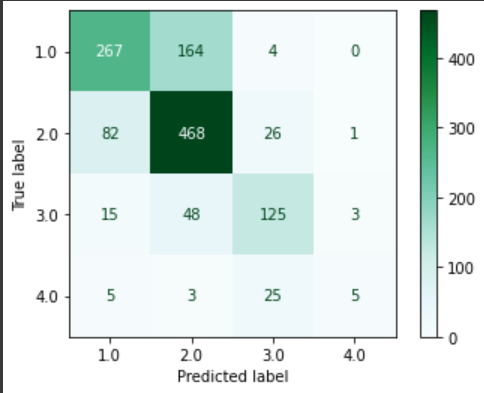 1.0 267 164 4 0
2.0 82 468 26 1
3.0 15 48 125 3
4.0 5 3 25 5
1.0 2.0 3.0 4.0
Predicted label
True label
400
300
200
100
0